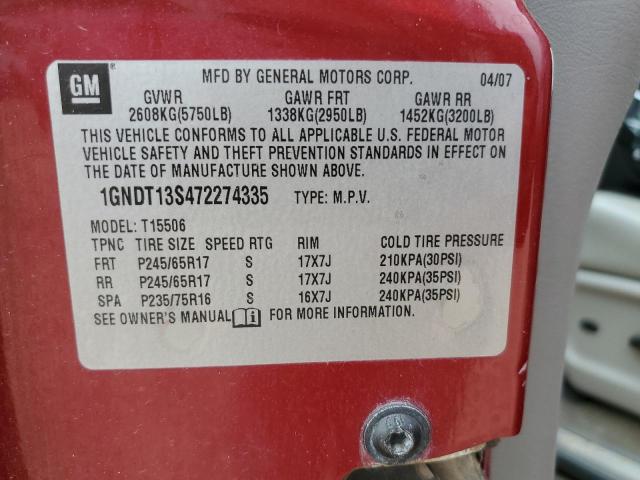 GM ® MFD BY GENERAL MOTORS CORP. 04/07
GVWR GAWR FRT GAWR RR
2608KG(5750LB) 1338KG(2950LB) 1452KG(3200LB)
THIS VEHICLE CONFORMS TO ALL APPLICABLE U.S. FEDERAL MOTOR
VEHICLE SAFETY AND THEFT PREVENTION STANDARDS IN EFFECT ON
THE DATE OF MANUFACTURE SHOWN ABOVE.
1GNDT13S472274335 TYPE: M.P.V.
MODEL: T15506
TPNC TIRE SIZE SPEED RTG RIM COLD TIRE PRESSURE
FRT P245/65R17 S 17X7J 210KPA(30PSI)
RR P245/65R17 S 17X7J 240KPA(35PSI)
SPA P235/75R16 S 16X7J 240KPA(35PSI)
SEE OWNER'S MANUAL FOR MORE INFORMATION.